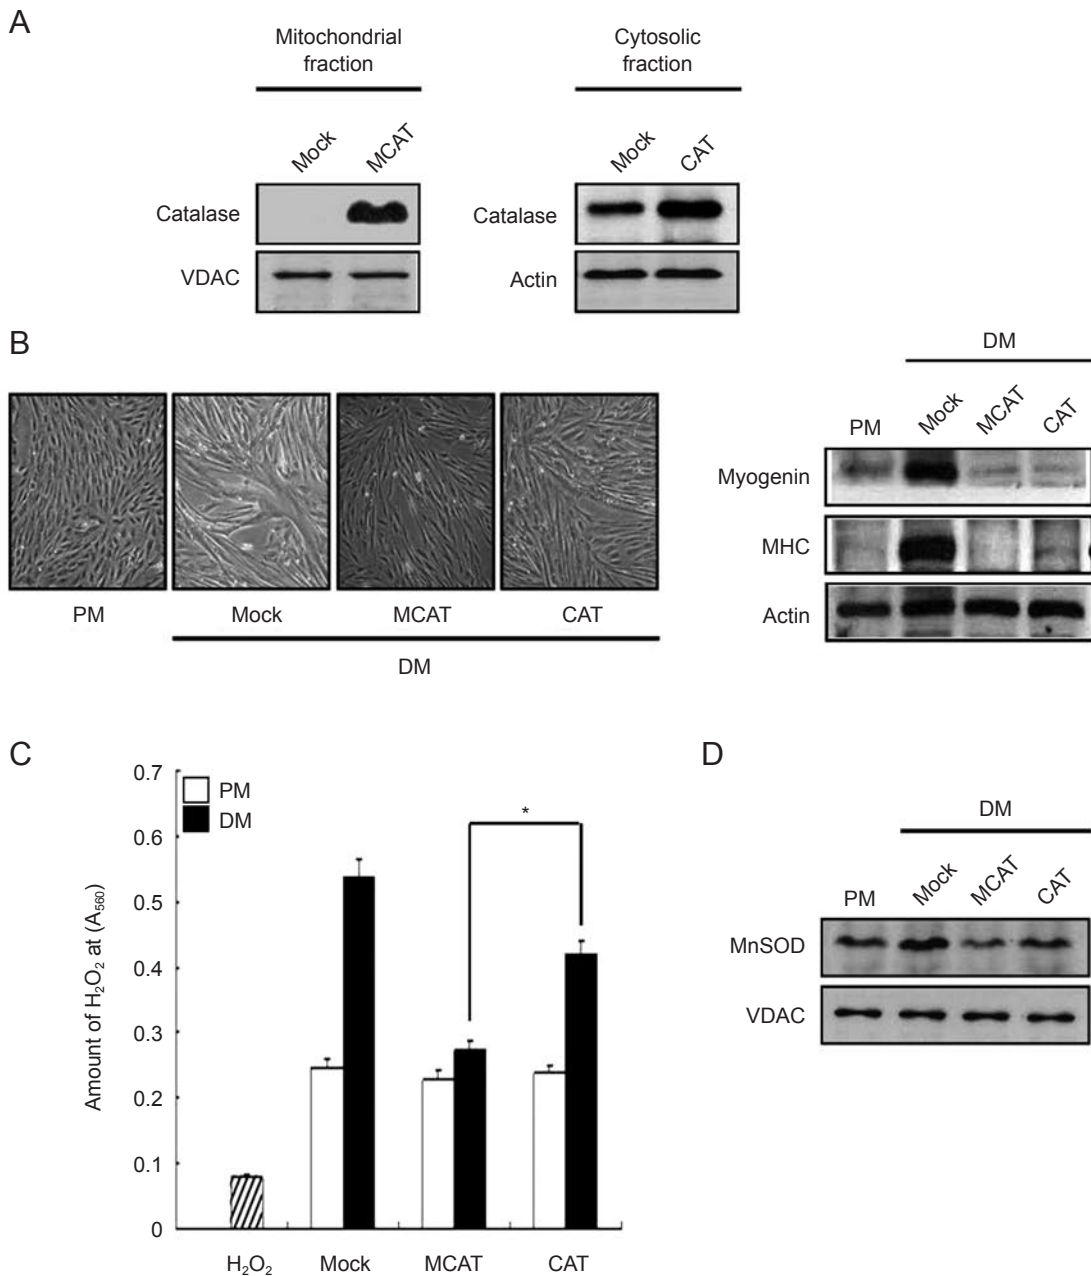 A
Mitochondrial
fraction
Cytosolic
fraction
Mock
MCAT
Mock
CAT
Catalase
VDAC
Catalase
Actin
B
PM
Mock
MCAT
CAT
DM
DM
PM
Mock
MCAT
CAT
Myogenin
MHC
Actin
C
Amount of H₂O₂ at (A₅₆₀)
0.7
0.6
0.5
0.4
0.3
0.2
0.1
0
PM
DM
*
H₂O₂
Mock
MCAT
CAT
D
DM
PM
Mock
MCAT
CAT
MnSOD
VDAC